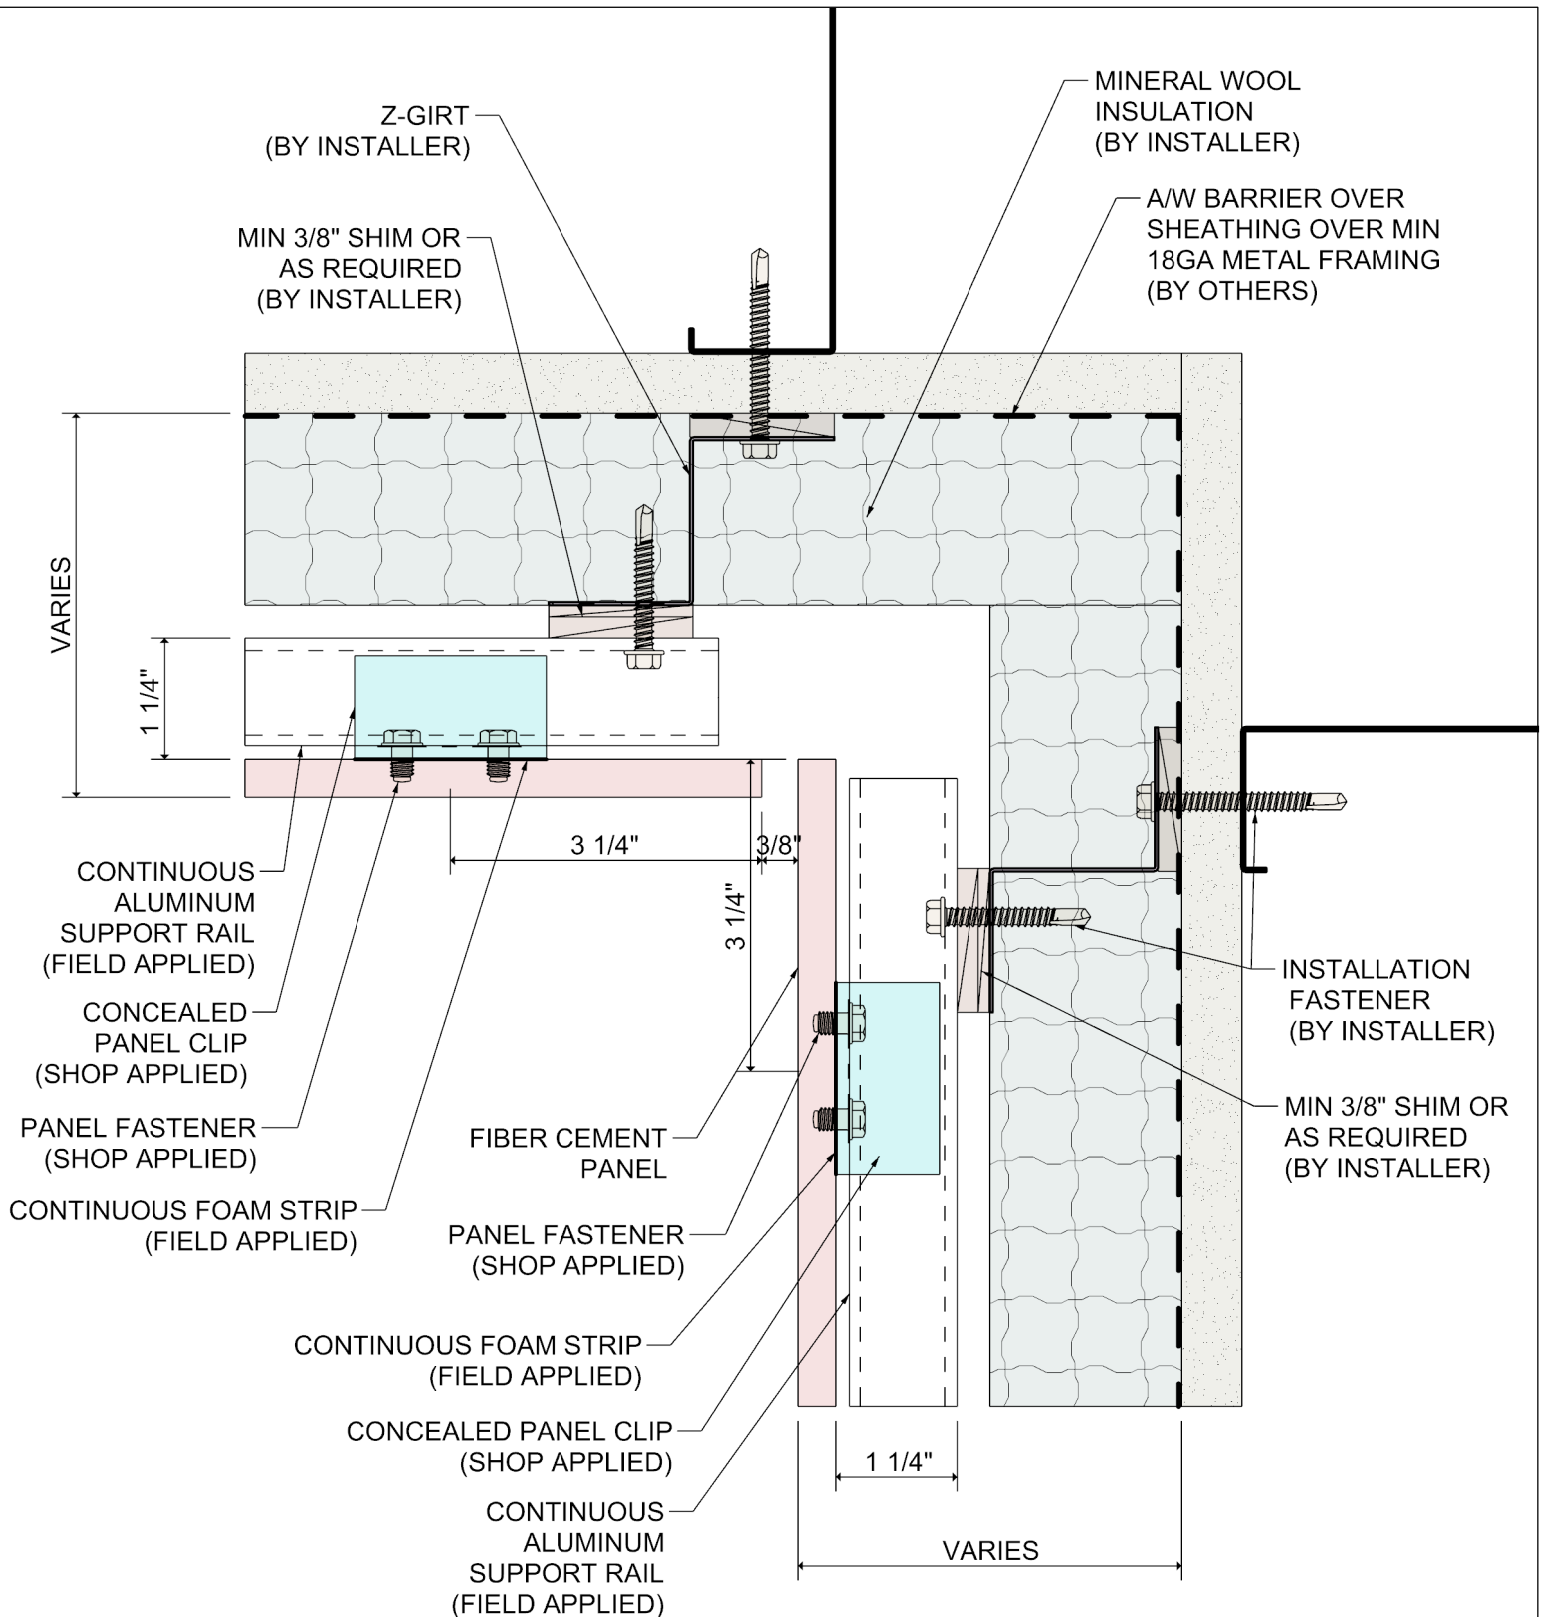 Z-GIRT
(BY INSTALLER)
MINERAL WOOL
INSULATION
(BY INSTALLER)
MIN 3/8" SHIM OR
AS REQUIRED
(BY INSTALLER)
A/W BARRIER OVER
SHEATHING OVER MIN
18GA METAL FRAMING
(BY OTHERS)
VARIES
1 1/4"
3 1/4"
3/8"
3 1/4"
CONTINUOUS
ALUMINUM
SUPPORT RAIL
(FIELD APPLIED)
CONCEALED
PANEL CLIP
(SHOP APPLIED)
PANEL FASTENER
(SHOP APPLIED)
CONTINUOUS FOAM STRIP
(FIELD APPLIED)
INSTALLATION
FASTENER
(BY INSTALLER)
MIN 3/8" SHIM OR
AS REQUIRED
(BY INSTALLER)
FIBER CEMENT
PANEL
PANEL FASTENER
(SHOP APPLIED)
CONTINUOUS FOAM STRIP
(FIELD APPLIED)
CONCEALED PANEL CLIP
(SHOP APPLIED)
CONTINUOUS
ALUMINUM
SUPPORT RAIL
(FIELD APPLIED)
1 1/4"
VARIES